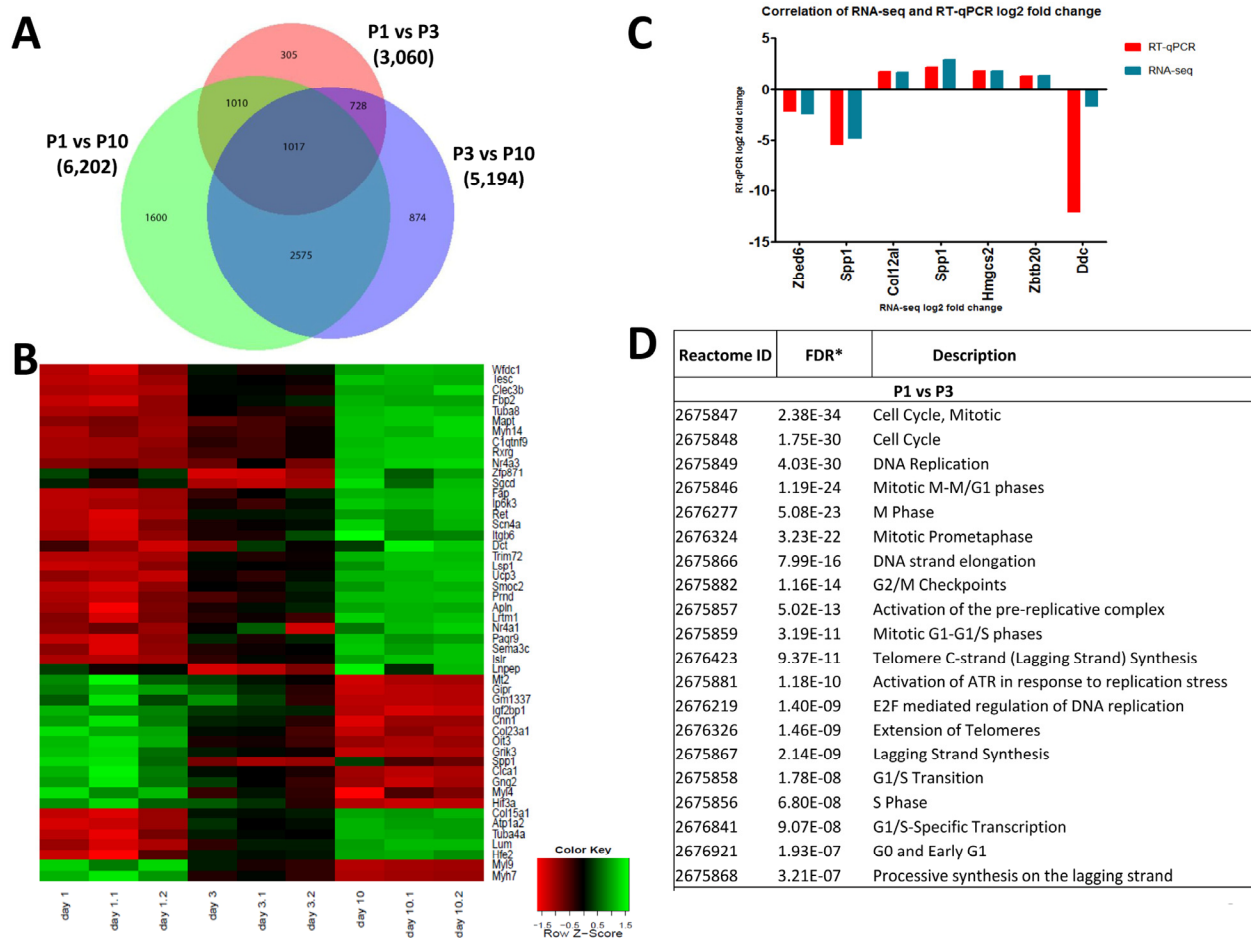 A
P1 vs P3
(3,060)
305
1010
728
P1 vs P10
(6,202)
1017
P3 vs P10
(5,194)
1600
874
2575
B
Wfdc1
Tesc
Clec3b
Fbp2
Tuba8
Mapt
Myh14
C1qtnf9
Rxrg
Nr4a3
Zfp871
Sgcd
Fap
Ip6k3
Ret
Scn4a
Itgb6
Dct
Trim72
Lsp1
Ucp3
Smoc2
Prnd
Apln
Lrtm1
Nr4a1
Paqr9
Sema3c
Islr
Lnpep
Mt2
Gipr
Gm1337
Igf2bp1
Cnn1
Col23a1
Oit3
Grik3
Spp1
Clca1
Gng2
Myl4
Hif3a
Col15a1
Atp1a2
Tuba4a
Lum
Hfe2
Myl9
Myh7
day 1
day 1.1
day 1.2
day 3
day 3.1
day 3.2
day 10
day 10.1
day 10.2
Color Key
-1.5 -0.5 0.5 1.5
Row Z-Score
C
Correlation of RNA-seq and RT-qPCR log2 fold change
RT-qPCR
RNA-seq
RT-qPCR log2 fold change
5
0
-5
-10
-15
Zbed6
Spp1
Col12al
Spp1
Hmgcs2
Zbtb20
Ddc
RNA-seq log2 fold change
D
Reactome ID FDR* Description
P1 vs P3
2675847 2.38E-34 Cell Cycle, Mitotic
2675848 1.75E-30 Cell Cycle
2675849 4.03E-30 DNA Replication
2675846 1.19E-24 Mitotic M-M/G1 phases
2676277 5.08E-23 M Phase
2676324 3.23E-22 Mitotic Prometaphase
2675866 7.99E-16 DNA strand elongation
2675882 1.16E-14 G2/M Checkpoints
2675857 5.02E-13 Activation of the pre-replicative complex
2675859 3.19E-11 Mitotic G1-G1/S phases
2676423 9.37E-11 Telomere C-strand (Lagging Strand) Synthesis
2675881 1.18E-10 Activation of ATR in response to replication stress
2676219 1.40E-09 E2F mediated regulation of DNA replication
2676326 1.46E-09 Extension of Telomeres
2675867 2.14E-09 Lagging Strand Synthesis
2675858 1.78E-08 G1/S Transition
2675856 6.80E-08 S Phase
2676841 9.07E-08 G1/S-Specific Transcription
2676921 1.93E-07 G0 and Early G1
2675868 3.21E-07 Processive synthesis on the lagging strand